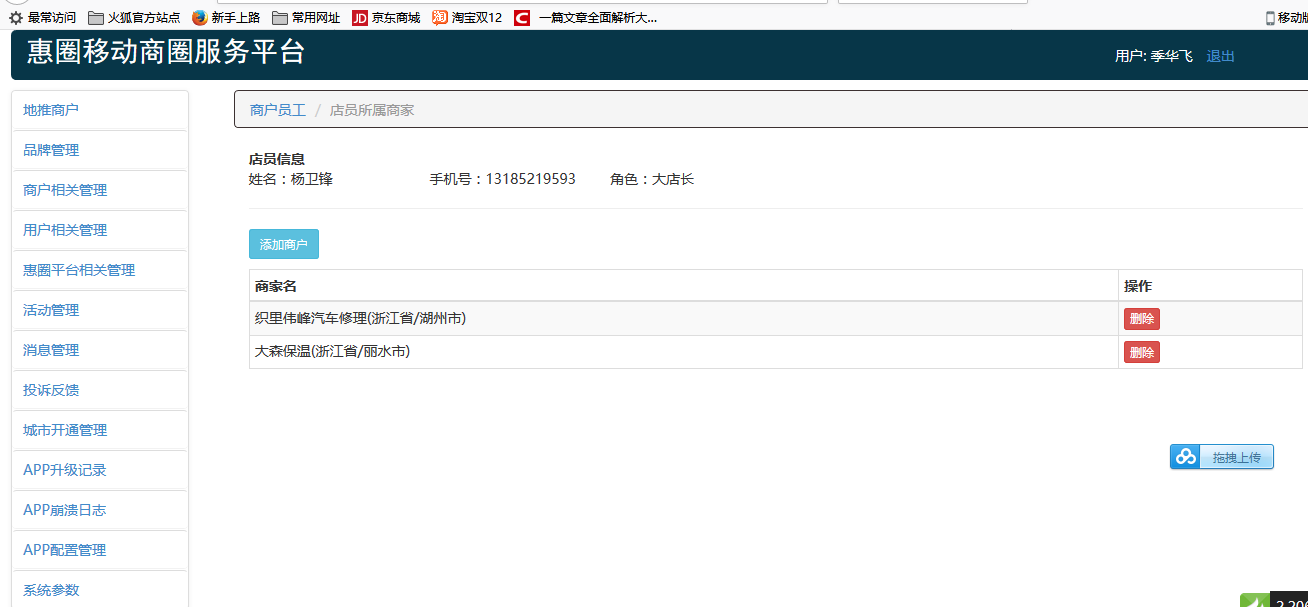 最常访问 火狐官方站点 新手上路 常用网址 JD 京东商城 淘 淘宝双12 C 一篇文章全面解析大... 移动版
惠圈移动商圈服务平台
用户: 季华飞 退出
地推商户
品牌管理
商户相关管理
用户相关管理
惠圈平台相关管理
活动管理
消息管理
投诉反馈
城市开通管理
APP升级记录
APP崩溃日志
APP配置管理
系统参数
商户员工 / 店员所属商家
店员信息
姓名：杨卫锋 手机号：13185219593 角色：大店长
添加商户
商家名 操作
织里伟峰汽车修理(浙江省/湖州市) 删除
大森保温(浙江省/丽水市) 删除
拖拽上传